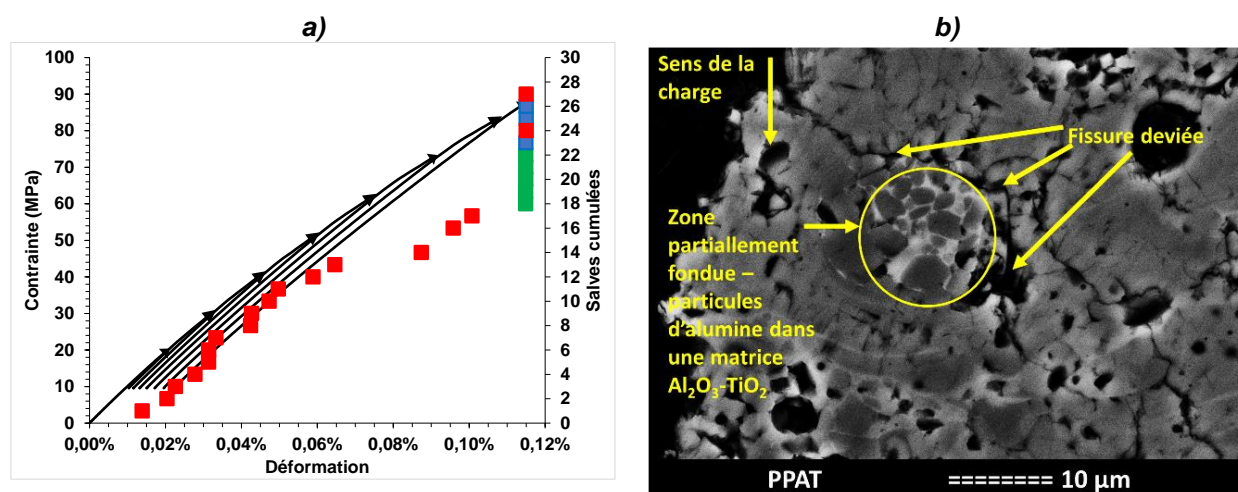 a)
100
90
80
70
60
50
40
30
20
10
0
Contrainte (MPa)
30
28
26
24
22
20
18
16
14
12
10
8
6
4
2
0
Salves cumulées
0,00% 0,02% 0,04% 0,06% 0,08% 0,10% 0,12%
Déformation
b)
Sens de la
charge
Fissure deviée
Zone
partiallement
fondue –
particules
d'alumine dans
une matrice
Al₂O₃-TiO₂
PPAT ======== 10 µm